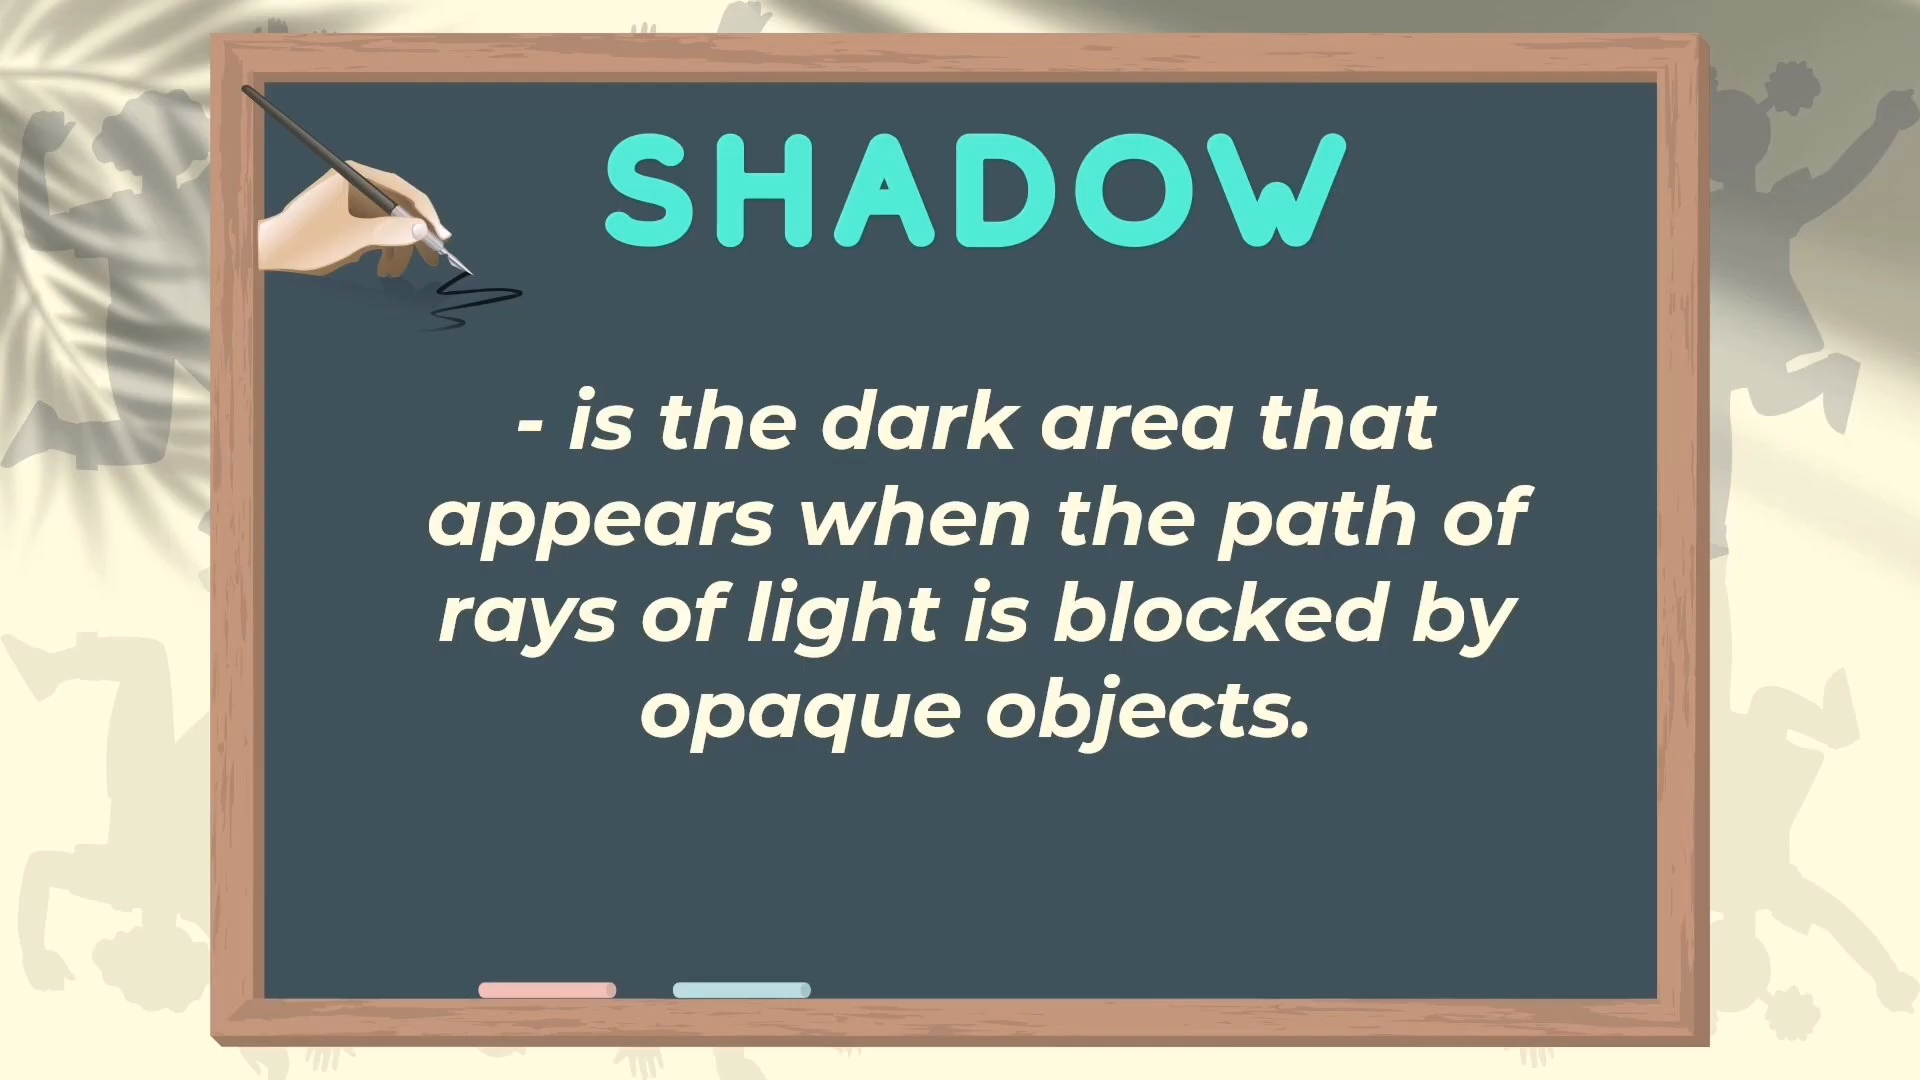 SHADOW
- is the dark area that
appears when the path of
rays of light is blocked by
opaque objects.